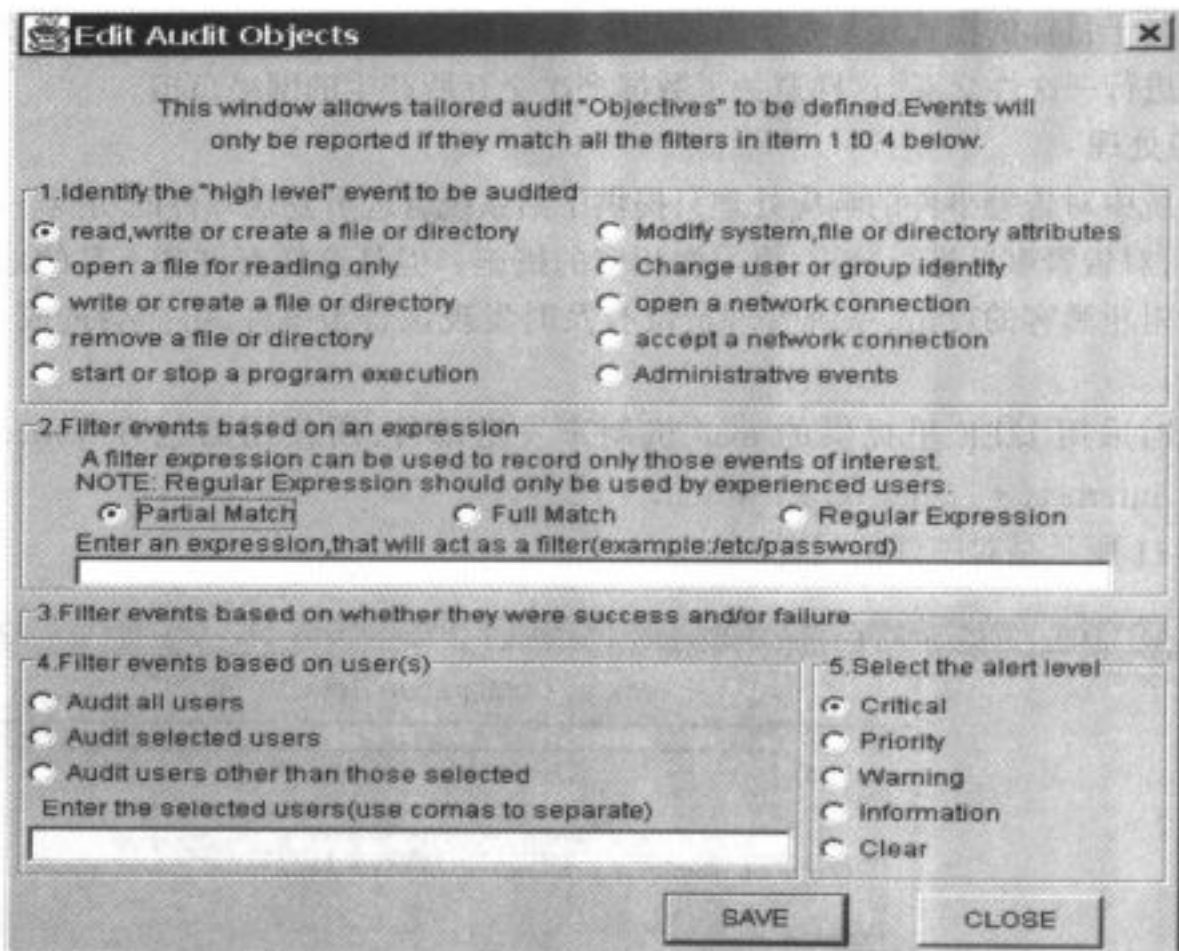 Edit Audit Objects
This window allows tailored audit "Objectives" to be defined.Events will
only be reported if they match all the filters in item 1 t0 4 below.
1.Identify the "high level" event to be audited
read,write or create a file or directory
open a file for reading only
write or create a file or directory
remove a file or directory
start or stop a program execution
Modify system,file or directory attributes
Change user or group identity
open a network connection
accept a network connection
Administrative events
2.Filter events based on an expression
A filter expression can be used to record only those events of interest.
NOTE: Regular Expression should only be used by experienced users.
Partial Match
Full Match
Regular Expression
Enter an expression,that will act as a filter(example:/etc/password)
3.Filter events based on whether they were success and/or failure
4.Filter events based on user(s)
Audit all users
Audit selected users
Audit users other than those selected
Enter the selected users(use comas to separate)
5.Select the alert level
Critical
Priority
Warning
Information
Clear
SAVE
CLOSE